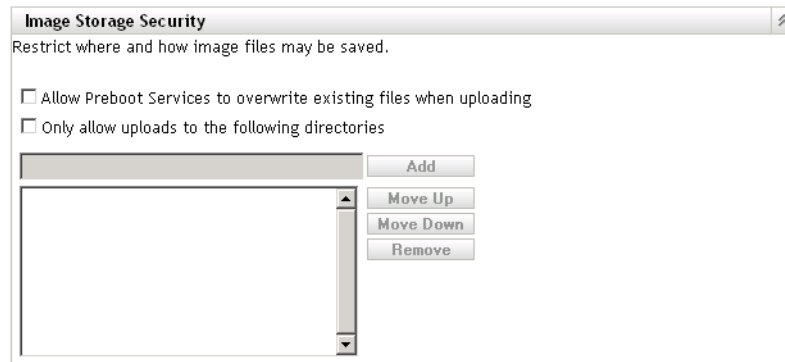 Image Storage Security
Restrict where and how image files may be saved.
Allow Preboot Services to overwrite existing files when uploading
Only allow uploads to the following directories
Add
Move Up
Move Down
Remove